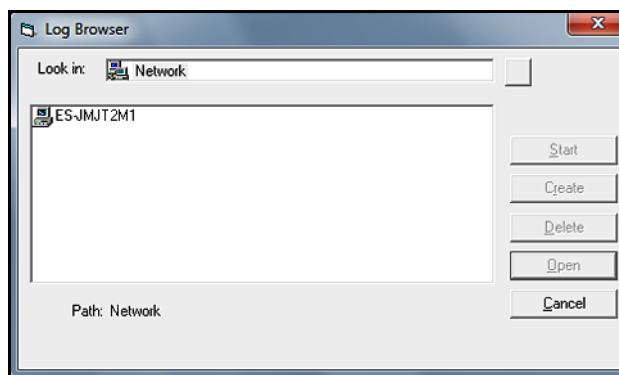 Log Browser
Look in: Network
ES-JMJT2M1
Start
Create
Delete
Open
Cancel
Path: Network